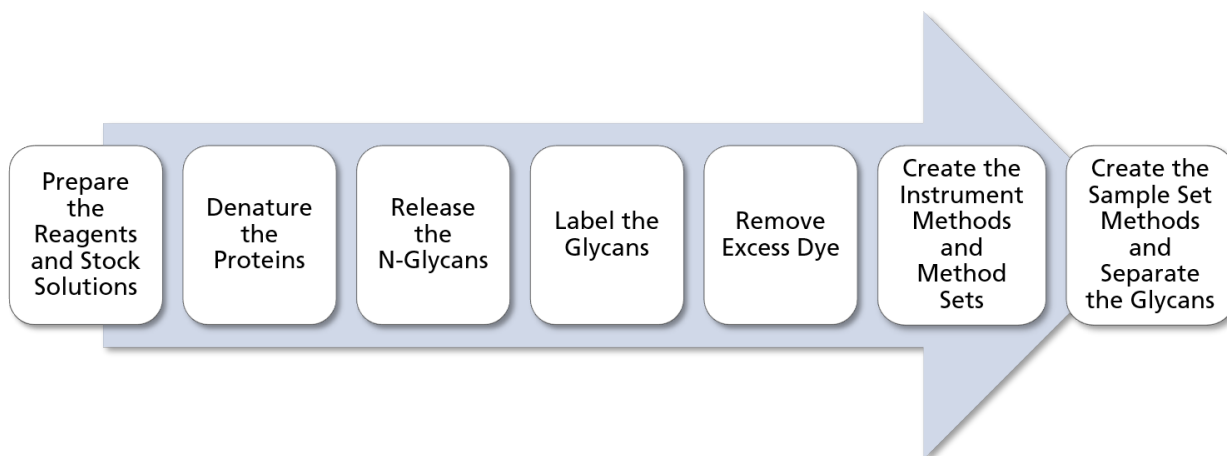 Prepare
the
Reagents
and Stock
Solutions
Denature
the
Proteins
Release
the
N-Glycans
Label the
Glycans
Remove
Excess Dye
Create the
Instrument
Methods
and
Method
Sets
Create the
Sample Set
Methods
and
Separate
the Glycans